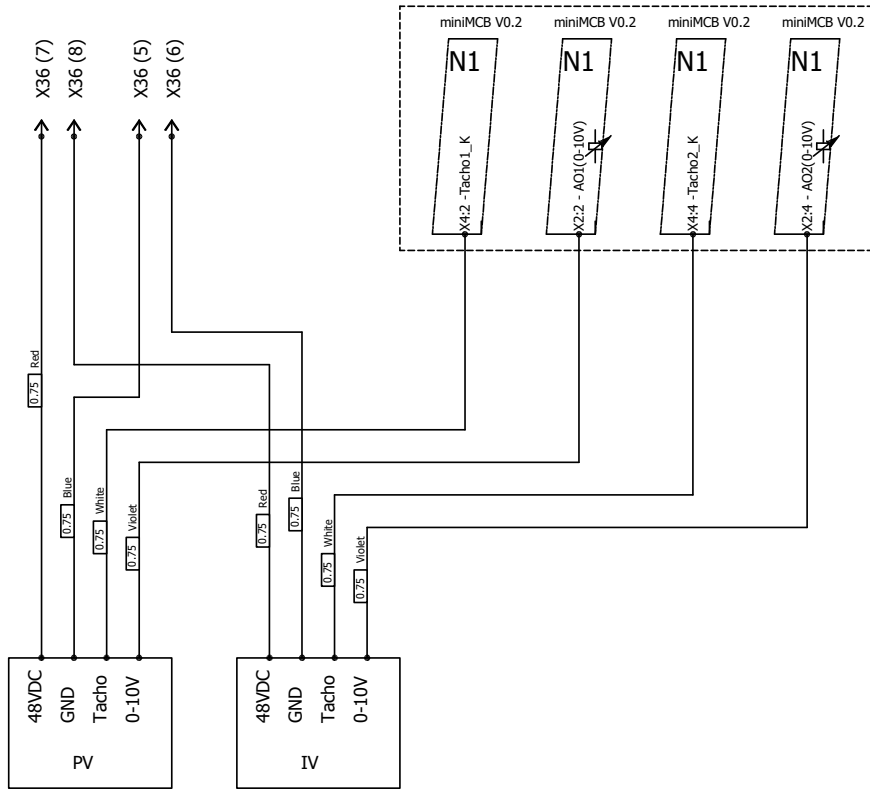 miniMCB V0.2
miniMCB V0.2
miniMCB V0.2
miniMCB V0.2
X36 (7)
X36 (8)
X36 (5)
X36 (6)
N1
N1
N1
N1
X4:2 -Tacho1_K
X2:2 - AO1(0-10V)
X4:4 -Tacho2_K
X2:4 - AO2(0-10V)
0.75 Red
0.75 Blue
0.75 White
0.75 Violet
0.75 Red
0.75 Blue
0.75 White
0.75 Violet
48VDC
GND
Tacho
0-10V
PV
48VDC
GND
Tacho
0-10V
IV